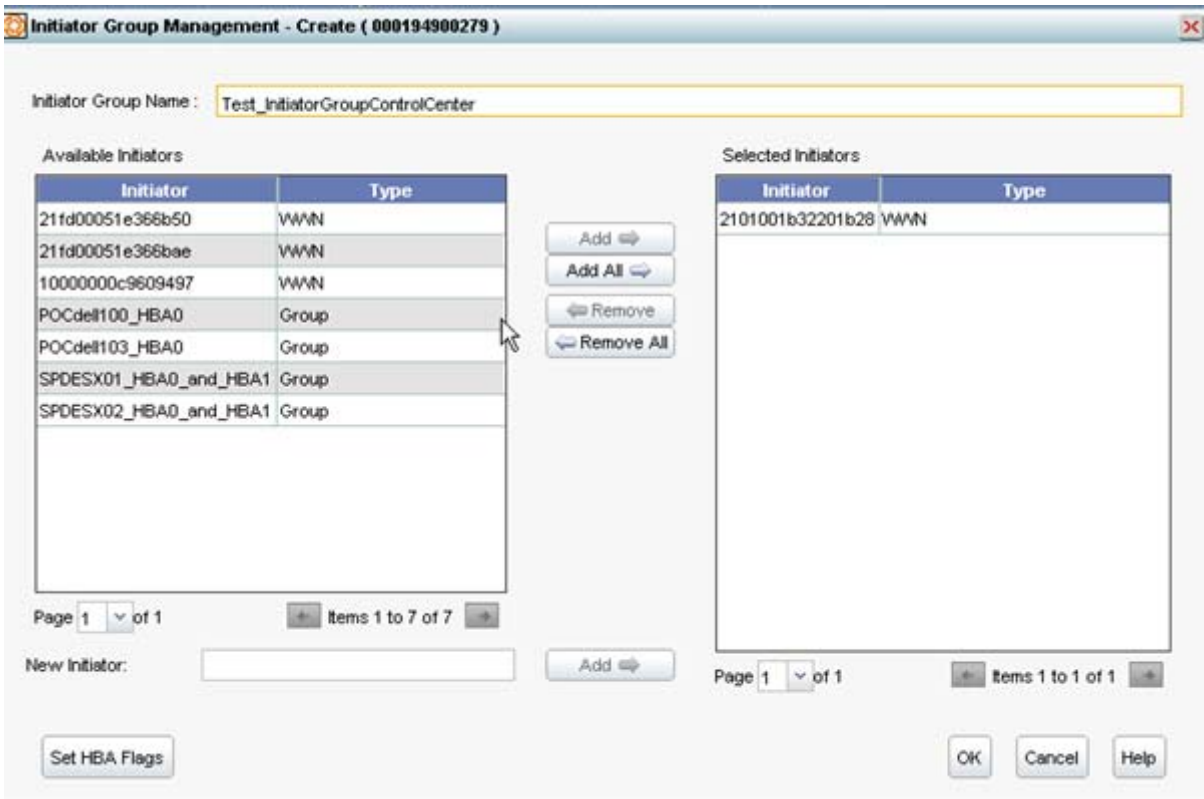 Initiator Group Management - Create ( 000194900279 )
Initiator Group Name :
Test_InitiatorGroupControlCenter
Available Initiators
Initiator Type
21fd00051e366b50 WWN
21fd00051e366bae WWN
10000000c9609497 WWN
POCdell100_HBA0 Group
POCdell103_HBA0 Group
SPDESX01_HBA0_and_HBA1 Group
SPDESX02_HBA0_and_HBA1 Group
Page 1 of 1
Items 1 to 7 of 7
New Initiator:
Add
Add All
Remove
Remove All
Add
Selected Initiators
Initiator Type
2101001b32201b28 WWN
Page 1 of 1
Items 1 to 1 of 1
Set HBA Flags
OK
Cancel
Help